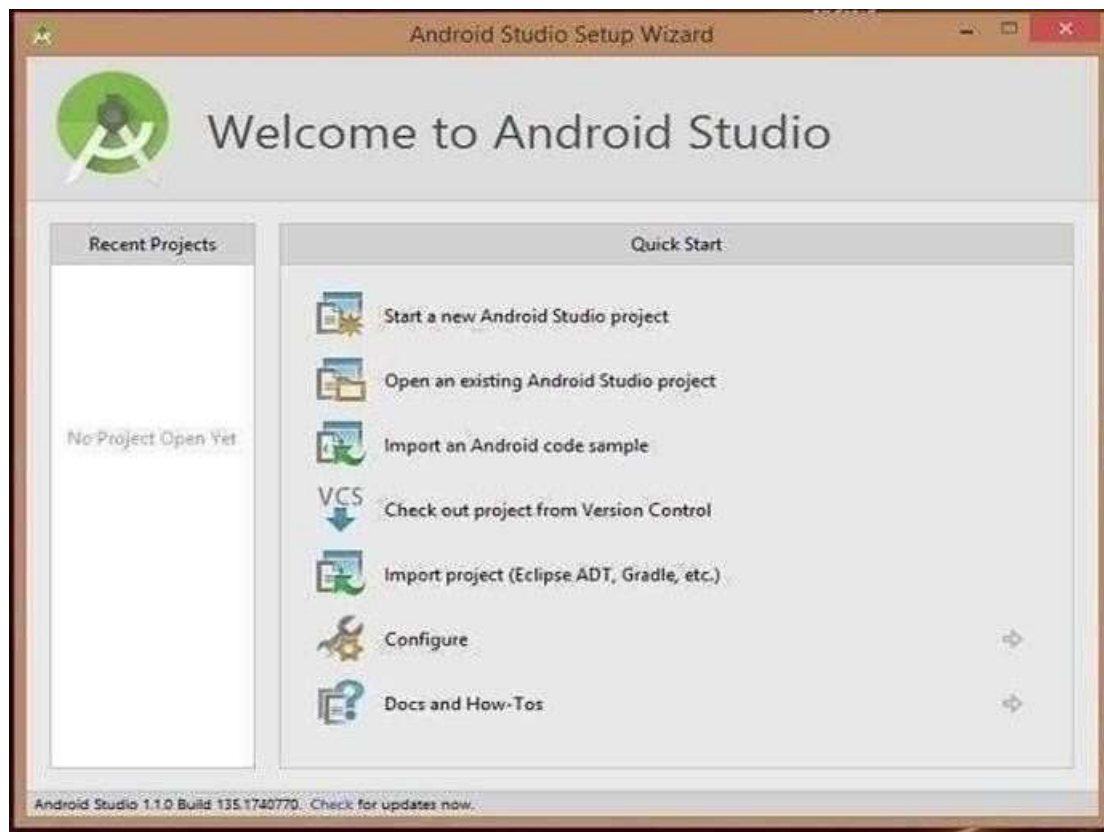 Android Studio Setup Wizard
Welcome to Android Studio
Recent Projects
No Project Open Yet
Quick Start
Start a new Android Studio project
Open an existing Android Studio project
Import an Android code sample
VCS
Check out project from Version Control
Import project (Eclipse ADT, Gradle, etc.)
Configure
Docs and How-Tos
Android Studio 1.1.0 Build 135.1740770. Check for updates now.